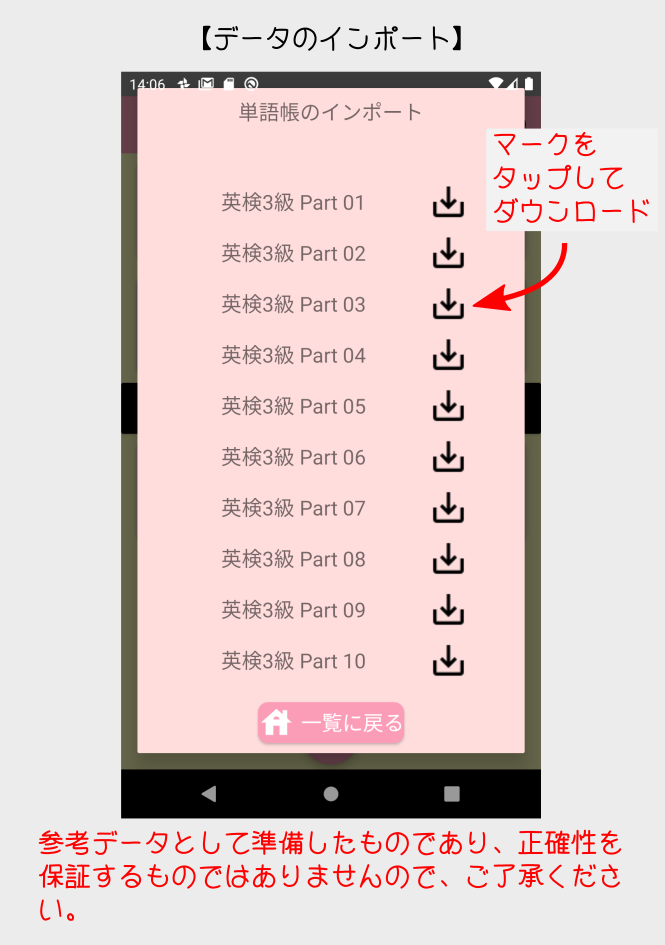 【データのインポート】
14:06
単語帳のインポート
マークを
タップして
ダウンロード
英検3級 Part 01
英検3級 Part 02
英検3級 Part 03
英検3級 Part 04
英検3級 Part 05
英検3級 Part 06
英検3級 Part 07
英検3級 Part 08
英検3級 Part 09
英検3級 Part 10
一覧に戻る
参考データとして準備したものであり、正確性を
保証するものではありませんので、ご了承くださ
い。